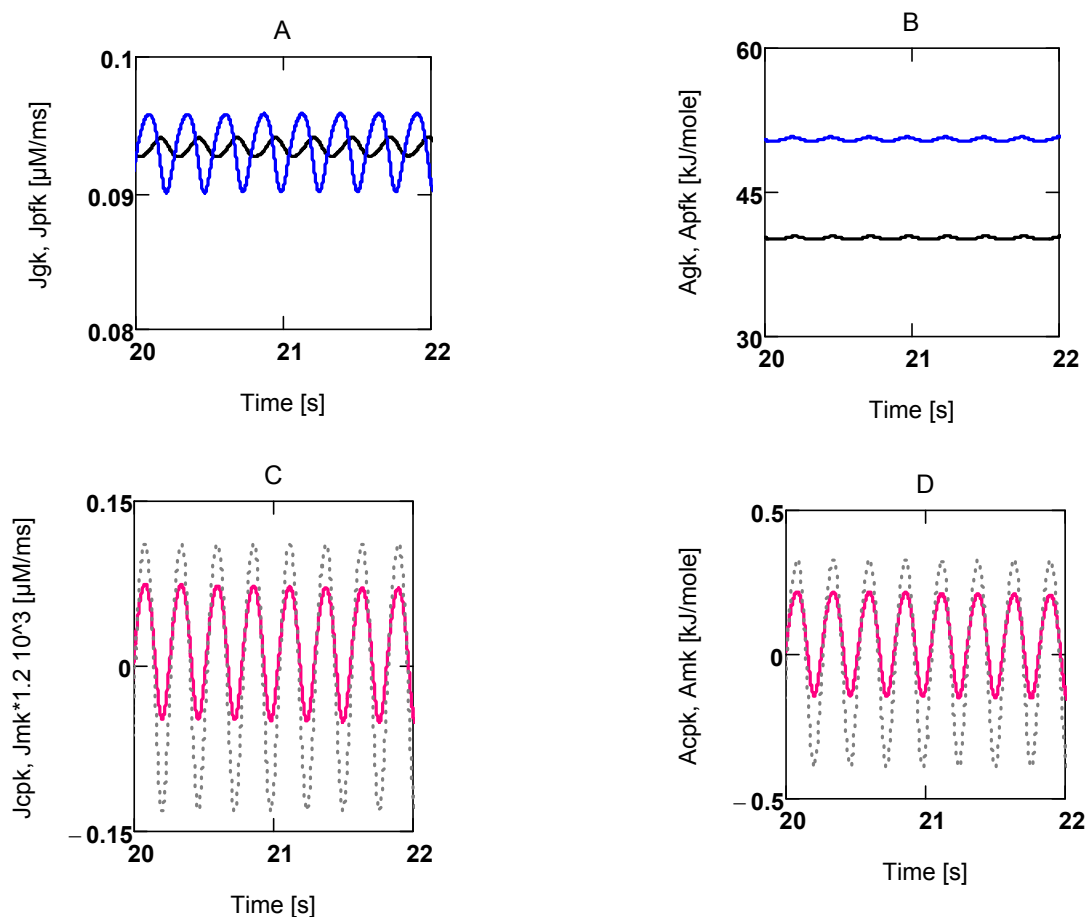 A
0.1
0.09
0.08
20
21
22
Jgk, Jpfk [µM/ms]
Time [s]
B
60
45
30
20
21
22
Agk, Apfk [kJ/mole]
Time [s]
C
0.15
0
−0.15
20
21
22
Jcpk, Jmk*1.2 10^3 [µM/ms]
Time [s]
D
0.5
0
−0.5
20
21
22
Acpk, Amk [kJ/mole]
Time [s]